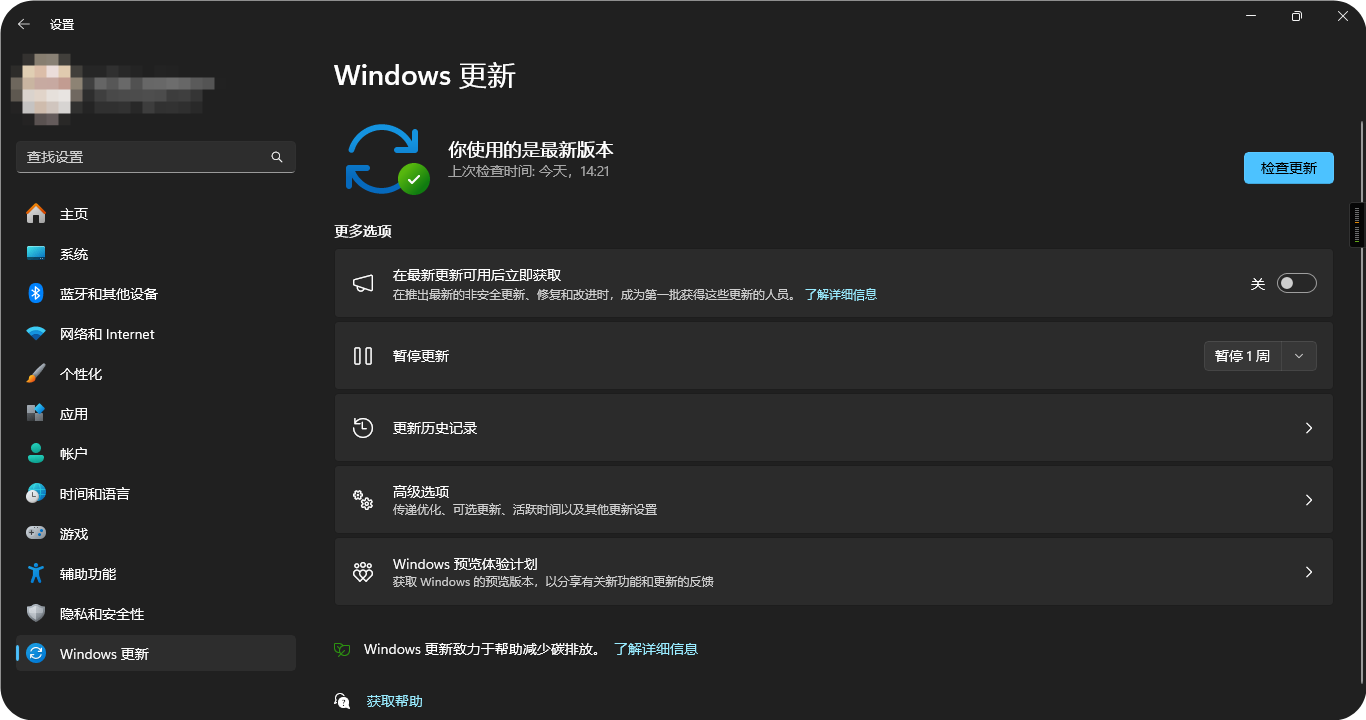 设置
查找设置
主页
系统
蓝牙和其他设备
网络和 Internet
个性化
应用
帐户
时间和语言
游戏
辅助功能
隐私和安全性
Windows 更新
Windows 更新
你使用的是最新版本
上次检查时间: 今天，14:21
检查更新
更多选项
在最新更新可用后立即获取
在推出最新的非安全更新、修复和改进时，成为第一批获得这些更新的人员。 了解详细信息
关
暂停更新
暂停 1 周
更新历史记录
高级选项
传递优化、可选更新、活跃时间以及其他更新设置
Windows 预览体验计划
获取 Windows 的预览版本，以分享有关新功能和更新的反馈
Windows 更新致力于帮助减少碳排放。 了解详细信息
获取帮助